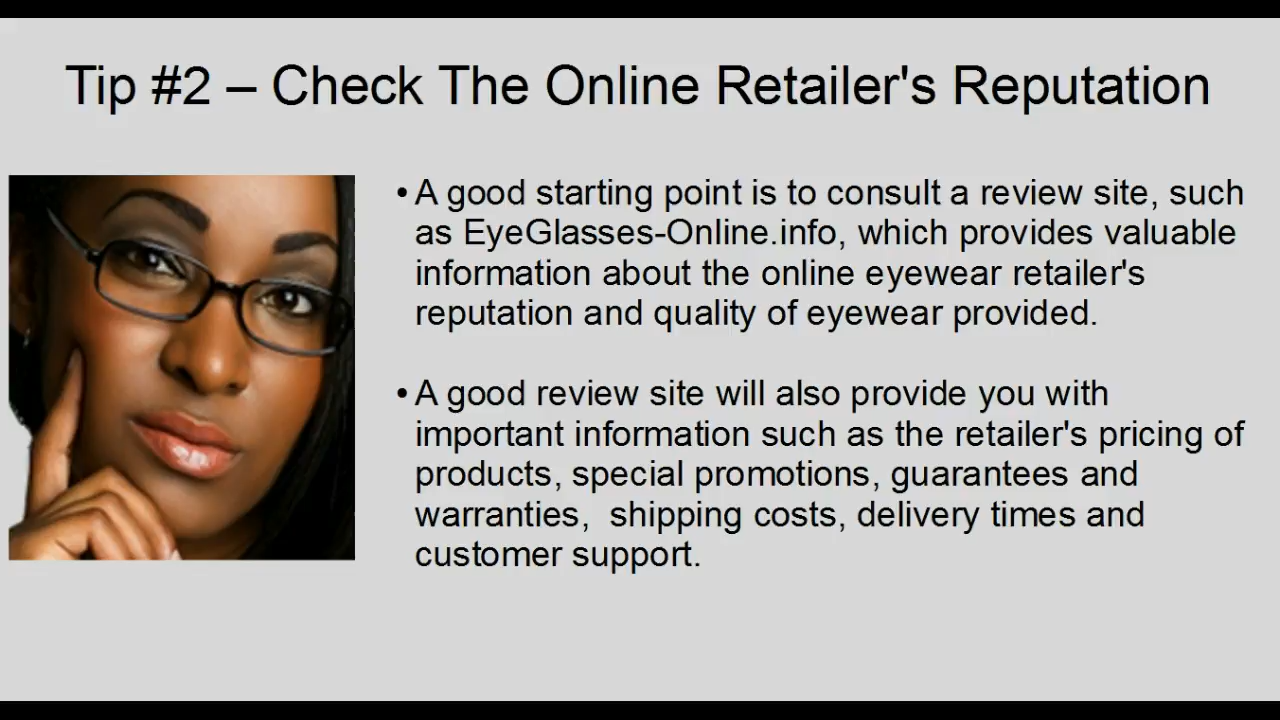 Tip #2 – Check The Online Retailer's Reputation
• A good starting point is to consult a review site, such
as EyeGlasses-Online.info, which provides valuable
information about the online eyewear retailer's
reputation and quality of eyewear provided.
• A good review site will also provide you with
important information such as the retailer's pricing of
products, special promotions, guarantees and
warranties,  shipping costs, delivery times and
customer support.